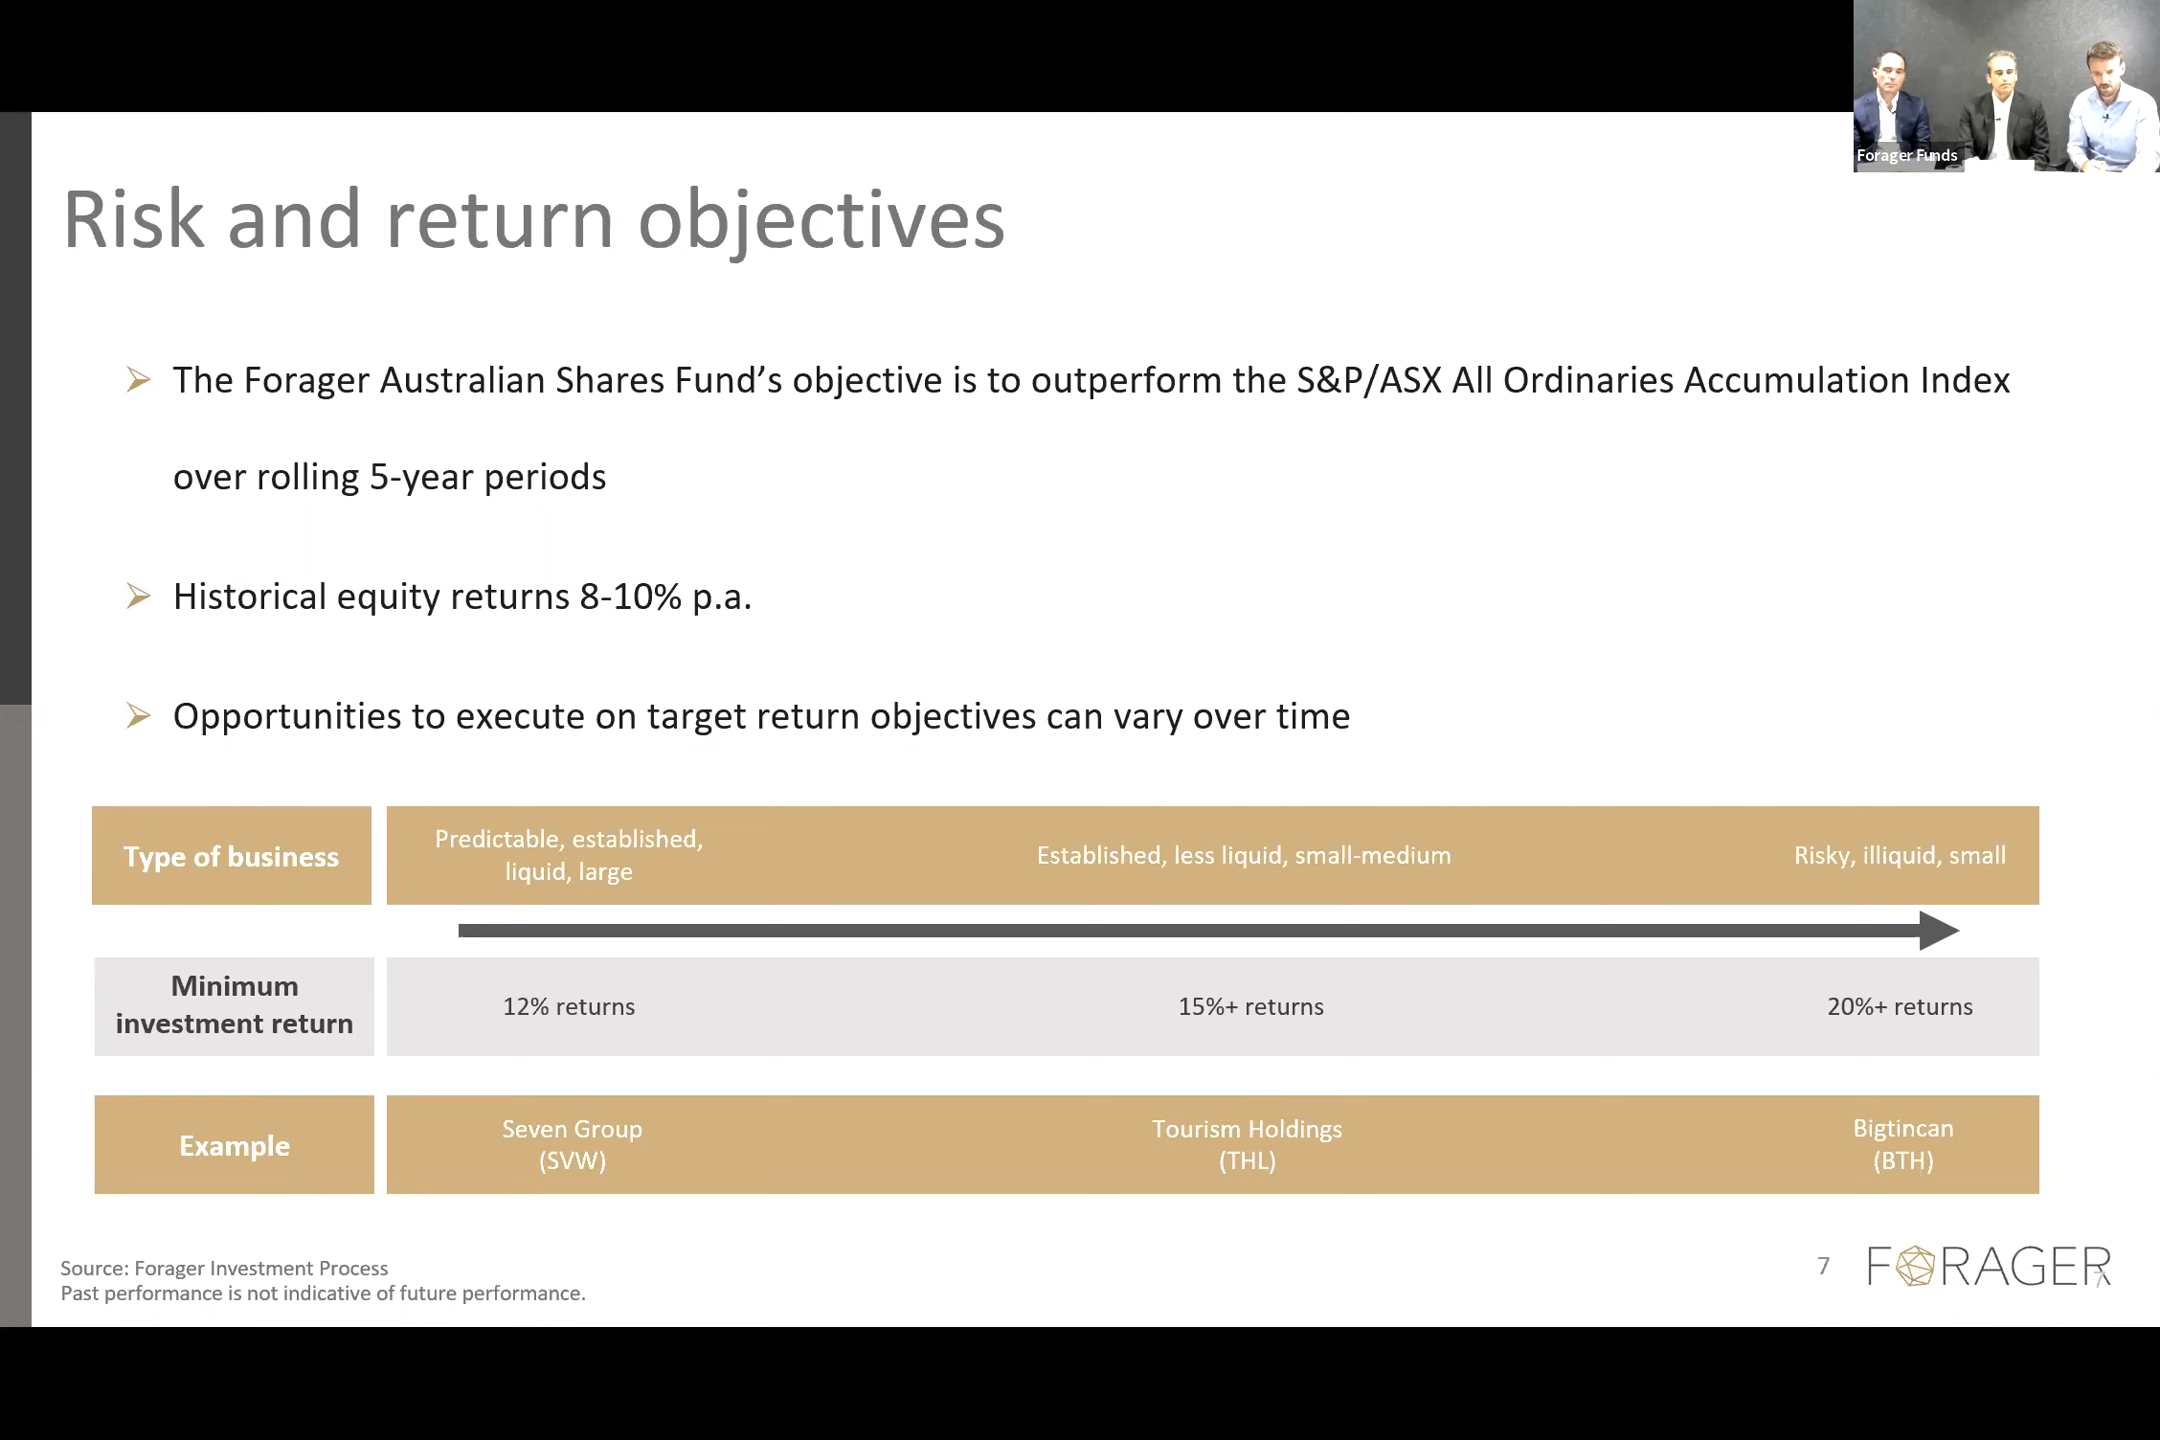 Forager Funds
Risk and return objectives
The Forager Australian Shares Fund’s objective is to outperform the S&P/ASX All Ordinaries Accumulation Index
over rolling 5-year periods
Historical equity returns 8-10% p.a.
Opportunities to execute on target return objectives can vary over time
Type of business
Predictable, established,
liquid, large
Established, less liquid, small-medium
Risky, illiquid, small
Minimum
investment return
12% returns
15%+ returns
20%+ returns
Example
Seven Group
(SVW)
Tourism Holdings
(THL)
Bigtincan
(BTH)
Source: Forager Investment Process
Past performance is not indicative of future performance.
7
FORAGER
7